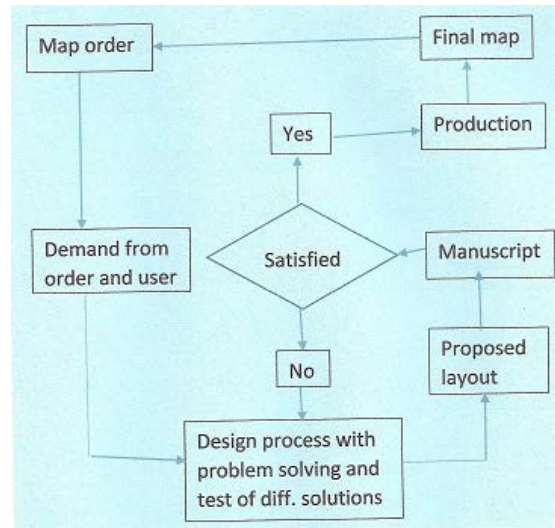 Map order
Final map
Yes
Production
Demand from
order and user
Satisfied
Manuscript
No
Proposed
layout
Design process with
problem solving and
test of diff. solutions